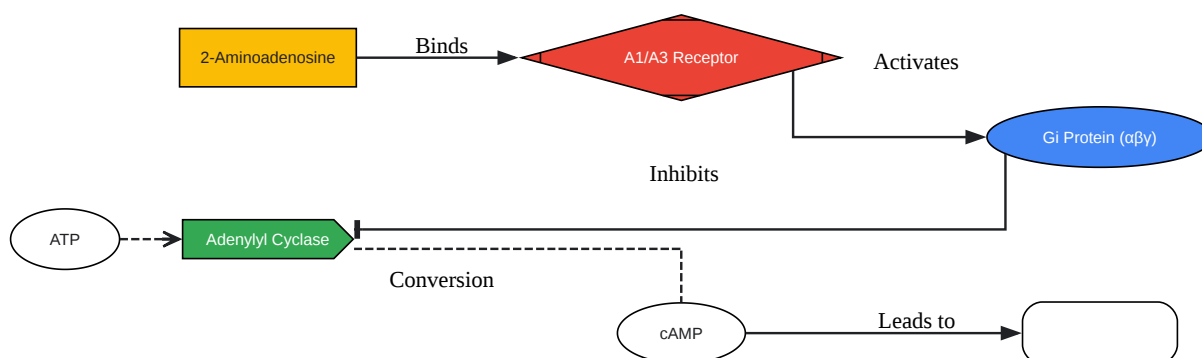 2-Aminoadenosine
Binds
A1/A3 Receptor
Activates
Gi Protein (αβγ)
Inhibits
ATP
Adenylyl Cyclase
Conversion
cAMP
Leads to